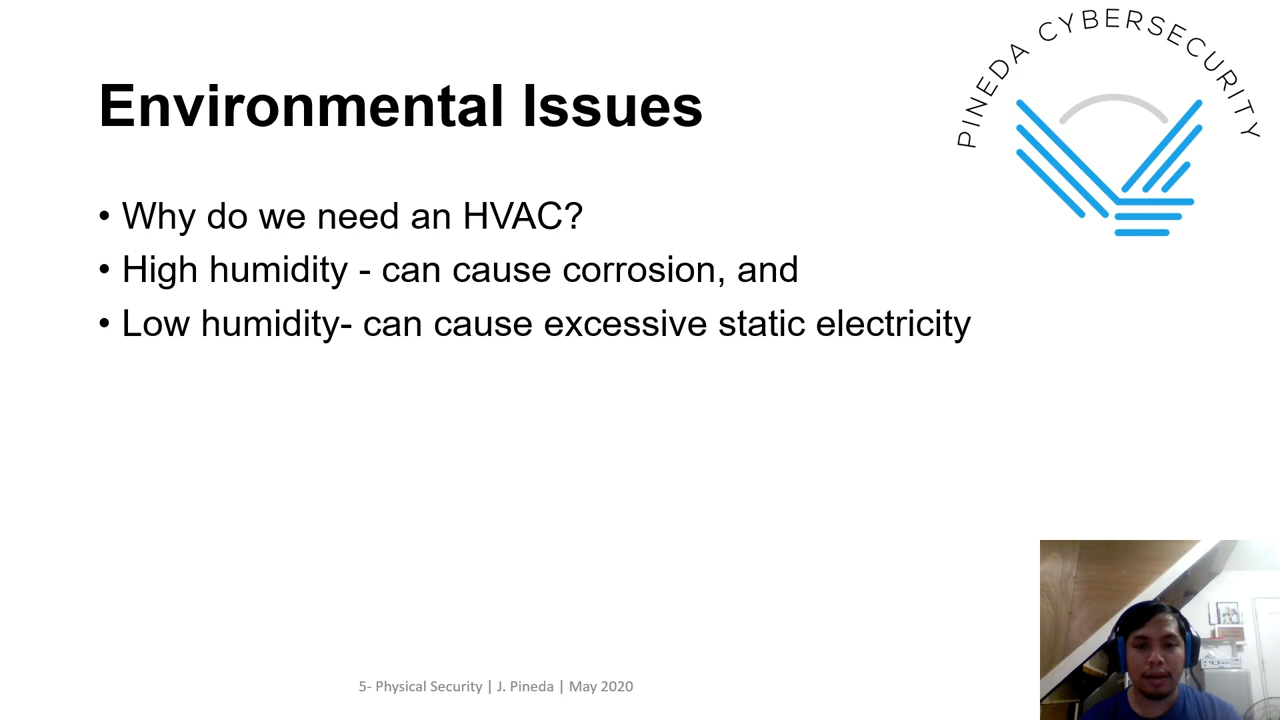 PINEDA CYBERSECURITY
Environmental Issues
• Why do we need an HVAC?
• High humidity - can cause corrosion, and
• Low humidity- can cause excessive static electricity
5- Physical Security | J. Pineda | May 2020